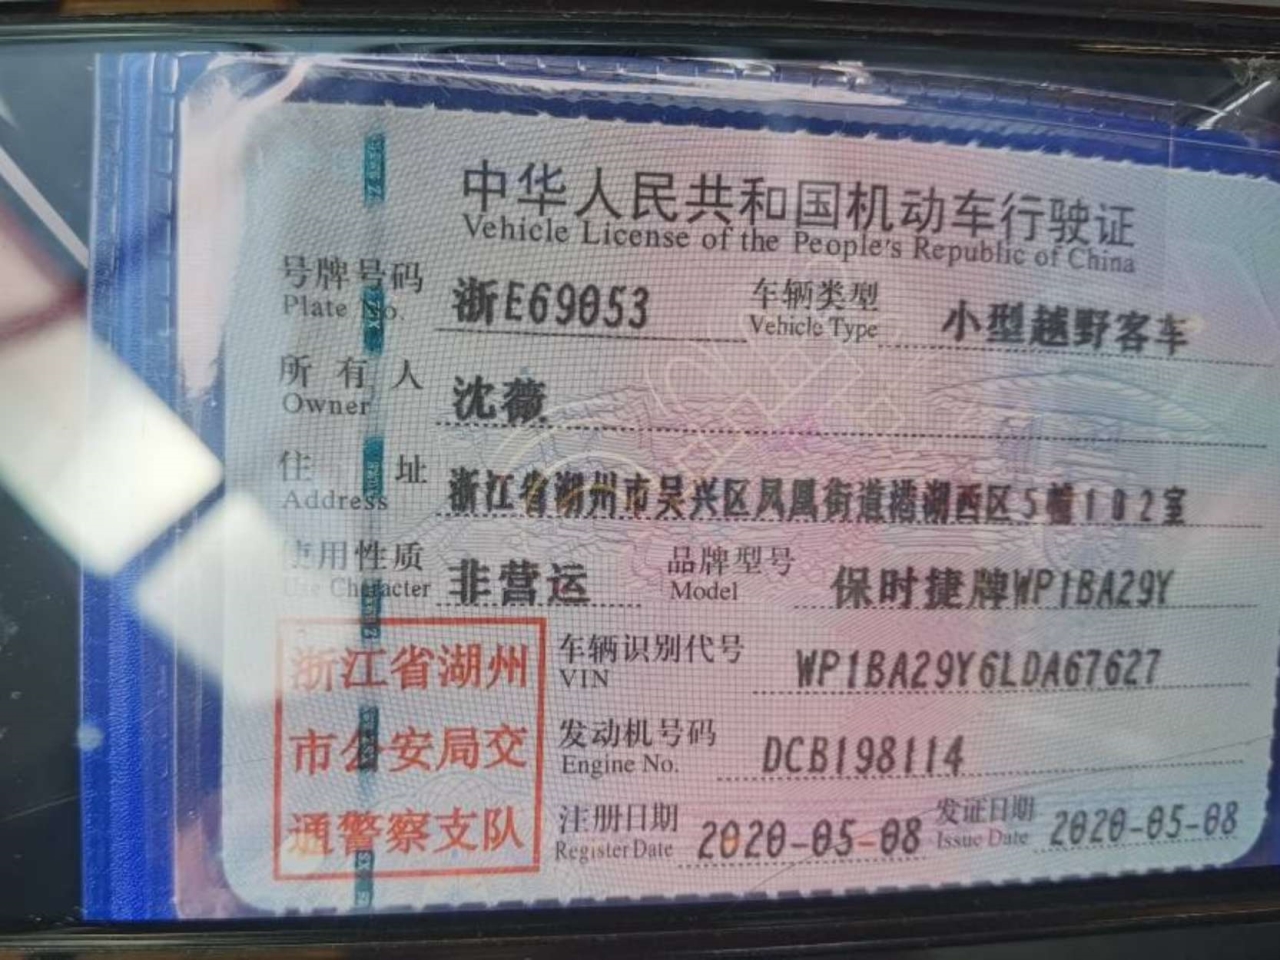 中华人民共和国机动车行驶证
Vehicle License of the People's Republic of China
号牌号码 浙E69053 车辆类型 小型越野客车
Plate No. Vehicle Type
所有人 沈薇
Owner
住址 浙江省湖州市吴兴区凤凰街道港湖西区5幢102室
Address
使用性质 非营运 品牌型号 保时捷牌WP1BA29Y
Use Character Model
浙江省湖州 车辆识别代号 WP1BA29Y6LDA67627
VIN
市公安局交 发动机号码 DCB198114
Engine No.
通警察支队 注册日期 2020-05-08 发证日期 2020-05-08
Register Date Issue Date